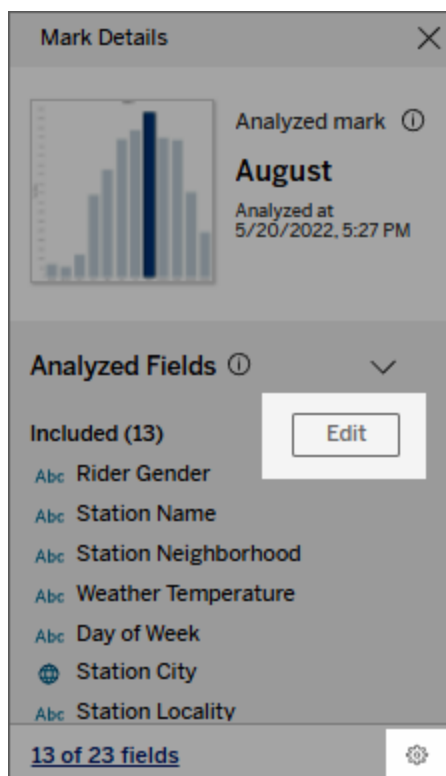 Mark Details
Analyzed mark
August
Analyzed at
5/20/2022, 5:27 PM
Analyzed Fields
Included (13)
Edit
Abc Rider Gender
Abc Station Name
Abc Station Neighborhood
Abc Weather Temperature
Abc Day of Week
Station City
Abc Station Locality
13 of 23 fields